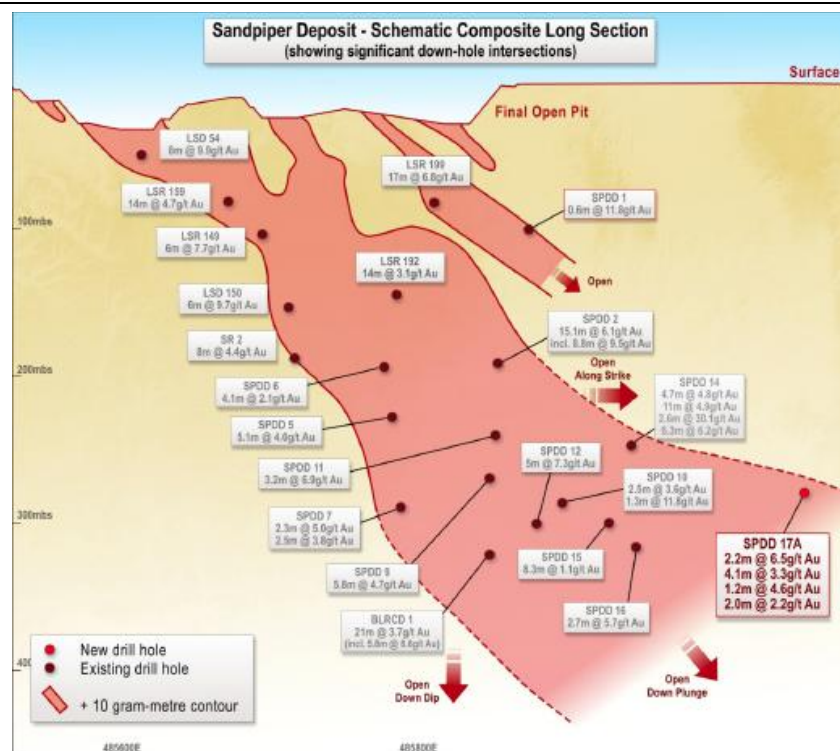 Sandpiper Deposit - Schematic Composite Long Section
(showing significant down-hole intersections)
Surface
Final Open Pit
LSD 54
8m @ 9.9g/t Au
LSR 199
17m @ 6.8g/t Au
LSR 159
14m @ 4.7g/t Au
SPDD 1
0.6m @ 11.8g/t Au
100mbs
LSR 149
6m @ 7.7g/t Au
LSR 192
14m @ 3.1g/t Au
Open
LSD 150
6m @ 9.7g/t Au
SPDD 2
15.1m @ 6.1g/t Au
incl. 8.8m @ 9.5g/t Au
SR 2
8m @ 4.4g/t Au
Open
Along Strike
200mbs
SPDD 6
4.1m @ 2.1g/t Au
SPDD 14
4.7m @ 4.8g/t Au
11m @ 4.9g/t Au
2.6m @ 30.1g/t Au
5.3m @ 6.2g/t Au
SPDD 5
5.1m @ 4.0g/t Au
SPDD 12
5m @ 7.3g/t Au
SPDD 11
3.2m @ 6.9g/t Au
SPDD 10
2.5m @ 3.6g/t Au
1.3m @ 11.8g/t Au
300mbs
SPDD 7
2.3m @ 5.0g/t Au
2.5m @ 3.8g/t Au
SPDD 17A
2.2m @ 6.5g/t Au
4.1m @ 3.3g/t Au
1.2m @ 4.6g/t Au
2.0m @ 2.2g/t Au
SPDD 9
5.8m @ 4.7g/t Au
SPDD 15
8.3m @ 1.1g/t Au
SPDD 16
2.7m @ 5.7g/t Au
BLRCD 1
21m @ 3.7g/t Au
(incl. 5.8m @ 8.6g/t Au)
New drill hole
Existing drill hole
+ 10 gram-metre contour
Open
Down Dip
Open
Down Plunge
485600E
485800E